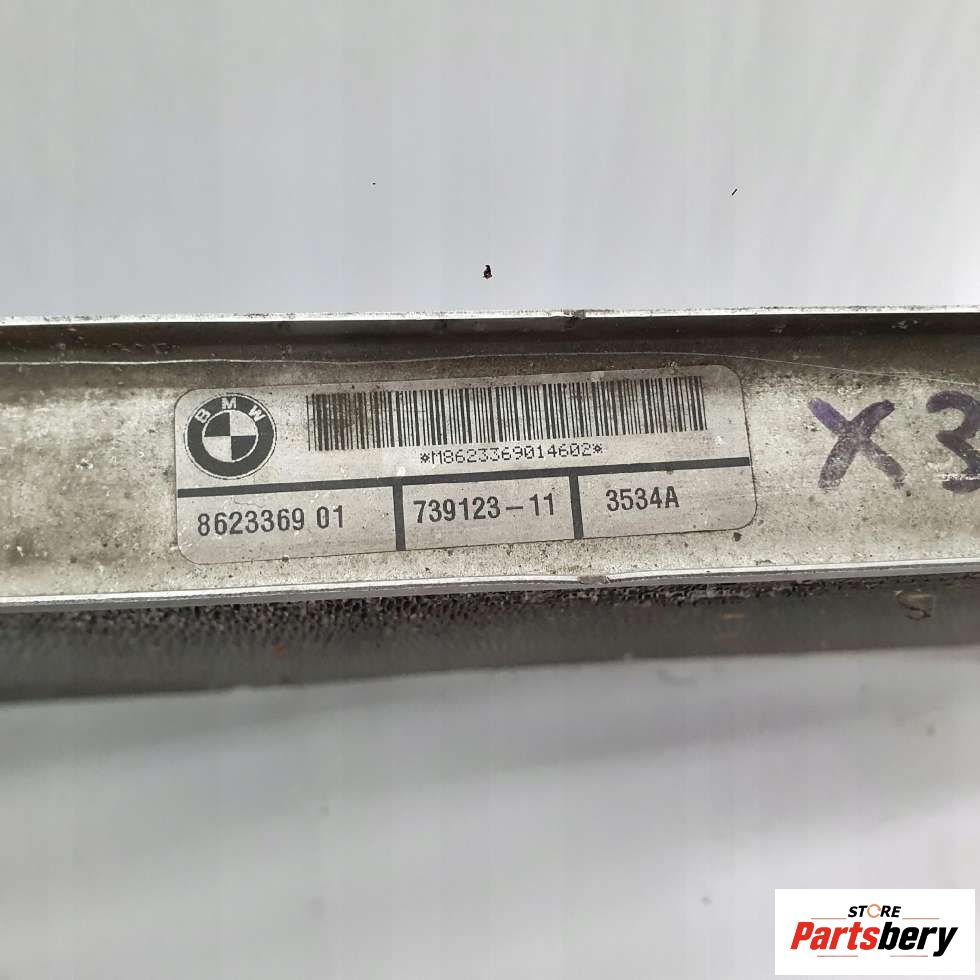 BMW
*M8623369014602*
8623369 01
739123-11
3534A
X3
STORE
Partsbery